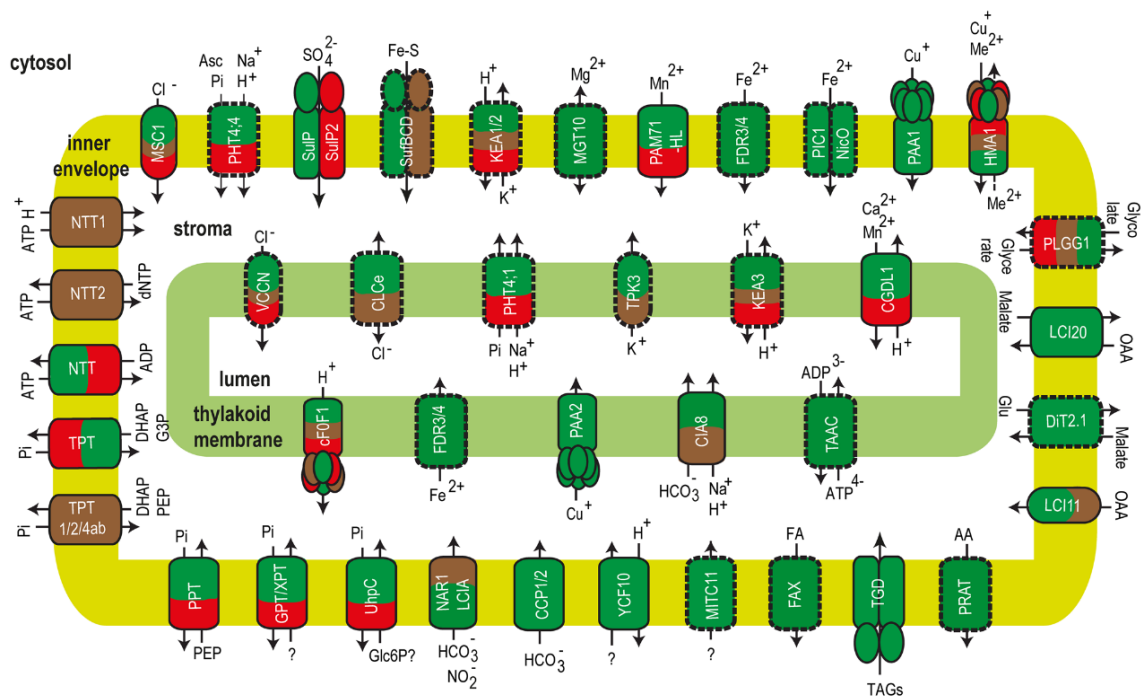 cytosol
Cl -
Asc
Pi
Na+
H+
SO4 2-
Fe-S
H+
Mg2+
Mn2+
Fe2+
Fe2+
Cu+
Cu+
Me2+
MSC1
PHT4;4
SulP
SulP2
SufBCD
KEA1/2
MGT10
PAM71
-HL
FDR3/4
PIC1
NicO
PAA1
HMA1
K+
Me2+
inner
envelope
ATP H+
NTT1
ATP
NTT2
dNTP
ATP
NTT
ADP
Pi
TPT
DHAP
G3P
Pi
TPT
1/2/4ab
DHAP
PEP
stroma
Cl-
K+
Ca2+
Mn2+
VCCN
CLCe
PHT4;1
TPK3
KEA3
CGDL1
Cl-
Pi
Na+
H+
K+
H+
H+
lumen
thylakoid
membrane
H+
ADP3-
cF0F1
FDR3/4
PAA2
CIA8
TAAC
Fe2+
Cu+
HCO3-
Na+
H+
ATP4-
Glyco
late
PLGG1
Glyce
rate
Malate
LCI20
OAA
Glu
DiT2.1
Malate
LCI11
OAA
Pi
Pi
Pi
H+
FA
AA
PPT
GPT/XPT
UhpC
NAR1
LCIA
CCP1/2
YCF10
MITC11
FAX
TGD
PRAT
PEP
?
Glc6P?
HCO3-
NO2-
HCO3-
?
?
TAGs